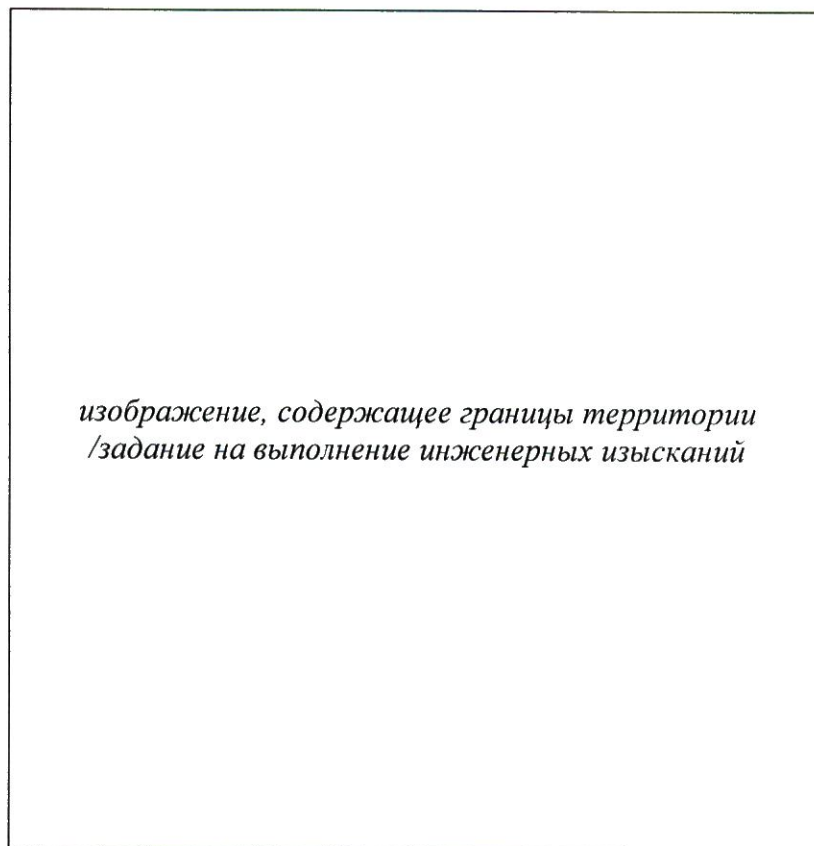 изображение, содержащее границы территории
/задание на выполнение инженерных изысканий